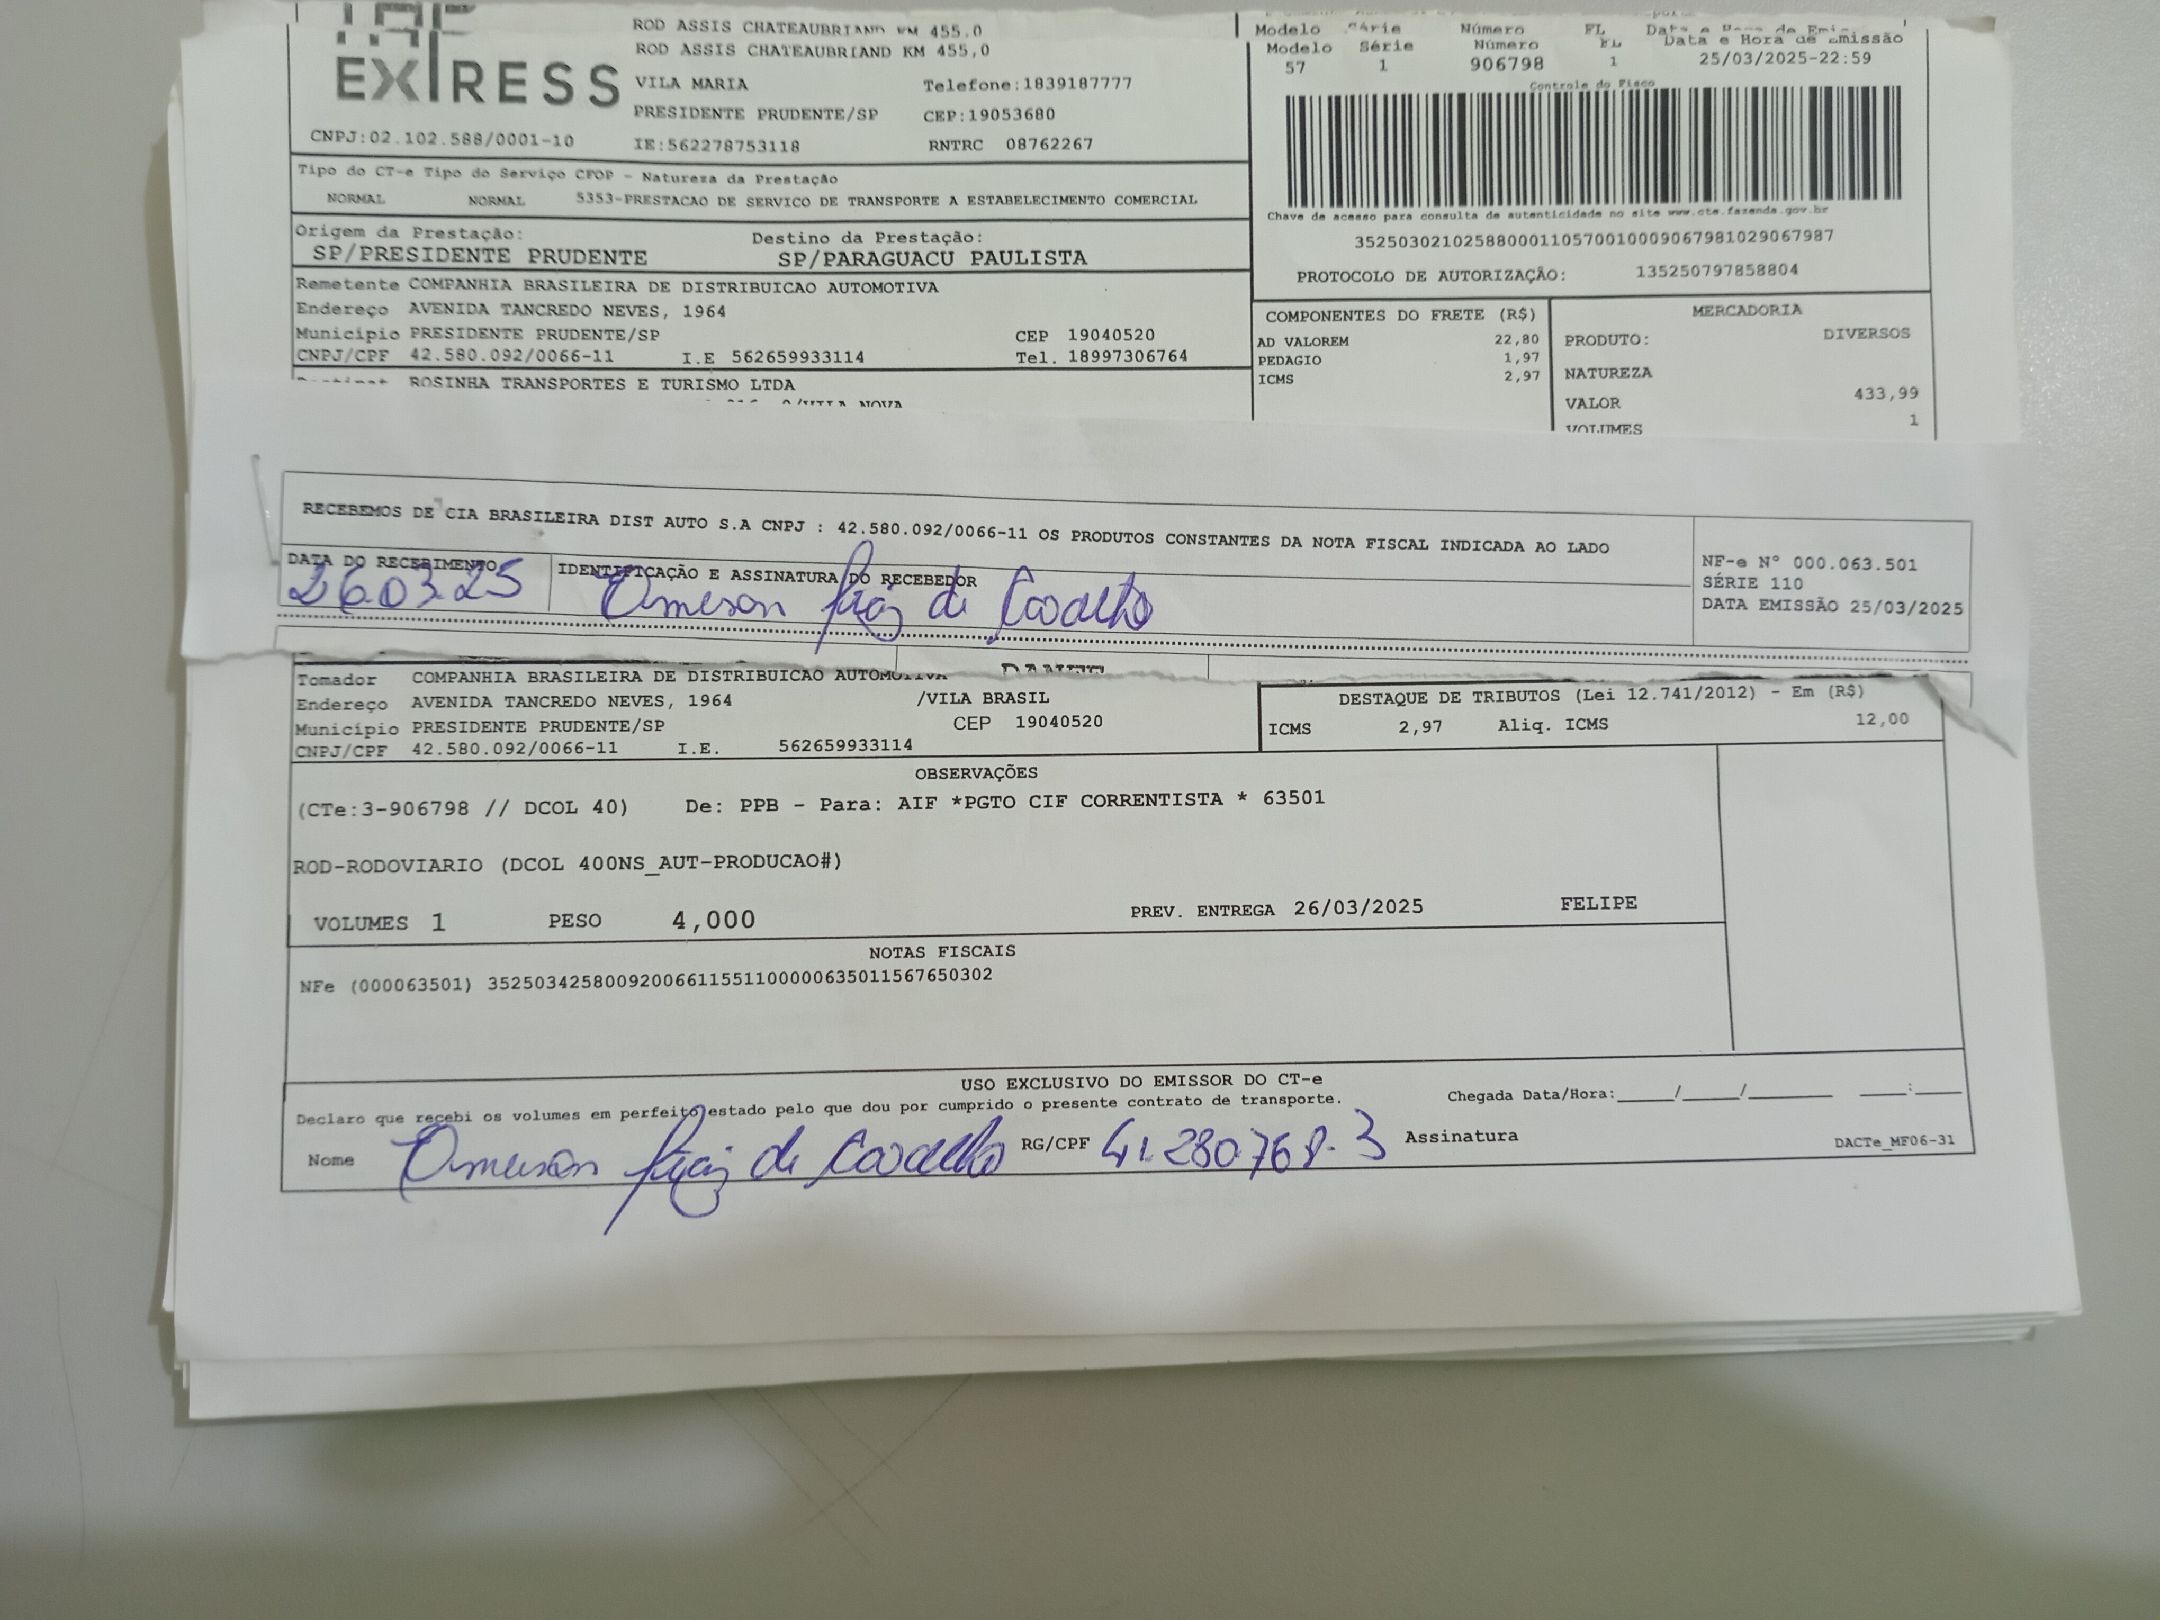 EXPRESS
ROD ASSIS CHATEAUBRIAND KM 455,0
ROD ASSIS CHATEAUBRIAND KM 455,0
VILA MARIA Telefone:1839187777
PRESIDENTE PRUDENTE/SP CEP:19053680
CNPJ:02.102.588/0001-10 IE:562278753118 RNTRC 08762267
Modelo Série Número FL
Modelo Série Número FL Data e Hora de Emissão
57 1 906798 1 25/03/2025-22:59
Controle do Fisco
Tipo do CT-e Tipo do Serviço CFOP - Natureza da Prestação
NORMAL NORMAL 5353-PRESTACAO DE SERVICO DE TRANSPORTE A ESTABELECIMENTO COMERCIAL
Chave de acesso para consulta de autenticidade no site www.cte.fazenda.gov.br
35250302102588000110570010009067981029067987
PROTOCOLO DE AUTORIZAÇÃO: 135250797858804
Origem da Prestação: Destino da Prestação:
SP/PRESIDENTE PRUDENTE SP/PARAGUACU PAULISTA
Remetente COMPANHIA BRASILEIRA DE DISTRIBUICAO AUTOMOTIVA
Endereço AVENIDA TANCREDO NEVES, 1964
Município PRESIDENTE PRUDENTE/SP CEP 19040520
CNPJ/CPF 42.580.092/0066-11 I.E 562659933114 Tel. 18997306764
ROSINHA TRANSPORTES E TURISMO LTDA
COMPONENTES DO FRETE (R$)
AD VALOREM 22,80
PEDAGIO 1,97
ICMS 2,97
MERCADORIA
PRODUTO: DIVERSOS
NATUREZA
VALOR 433,99
VOLUMES 1
RECEBEMOS DE CIA BRASILEIRA DIST AUTO S.A CNPJ : 42.580.092/0066-11 OS PRODUTOS CONSTANTES DA NOTA FISCAL INDICADA AO LADO
DATA DO RECEBIMENTO IDENTIFICAÇÃO E ASSINATURA DO RECEBEDOR
26.03.25
NF-e Nº 000.063.501
SÉRIE 110
DATA EMISSÃO 25/03/2025
Tomador COMPANHIA BRASILEIRA DE DISTRIBUICAO AUTOMOTIVA
Endereço AVENIDA TANCREDO NEVES, 1964 /VILA BRASIL
Município PRESIDENTE PRUDENTE/SP CEP 19040520
CNPJ/CPF 42.580.092/0066-11 I.E. 562659933114
DESTAQUE DE TRIBUTOS (Lei 12.741/2012) - Em (R$)
ICMS 2,97 Aliq. ICMS 12,00
OBSERVAÇÕES
(CTe:3-906798 // DCOL 40) De: PPB - Para: AIF *PGTO CIF CORRENTISTA * 63501
ROD-RODOVIARIO (DCOL 400NS_AUT-PRODUCAO#)
VOLUMES 1 PESO 4,000 PREV. ENTREGA 26/03/2025 FELIPE
NOTAS FISCAIS
NFe (000063501) 35250342580092006611551100000635011567650302
USO EXCLUSIVO DO EMISSOR DO CT-e
Declaro que recebi os volumes em perfeito estado pelo que dou por cumprido o presente contrato de transporte. Chegada Data/Hora:_____/_____/_______ ____:____
Nome RG/CPF 41.280768-3 Assinatura DACTe_MF06-31